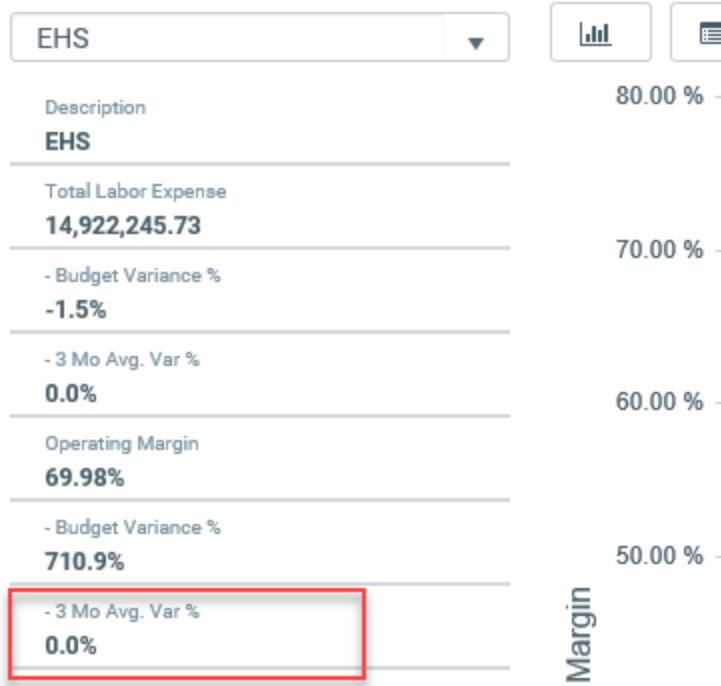 EHS
Description
EHS
Total Labor Expense
14,922,245.73
- Budget Variance %
-1.5%
- 3 Mo Avg. Var %
0.0%
Operating Margin
69.98%
- Budget Variance %
710.9%
- 3 Mo Avg. Var %
0.0%
80.00 %
70.00 %
60.00 %
50.00 %
Margin